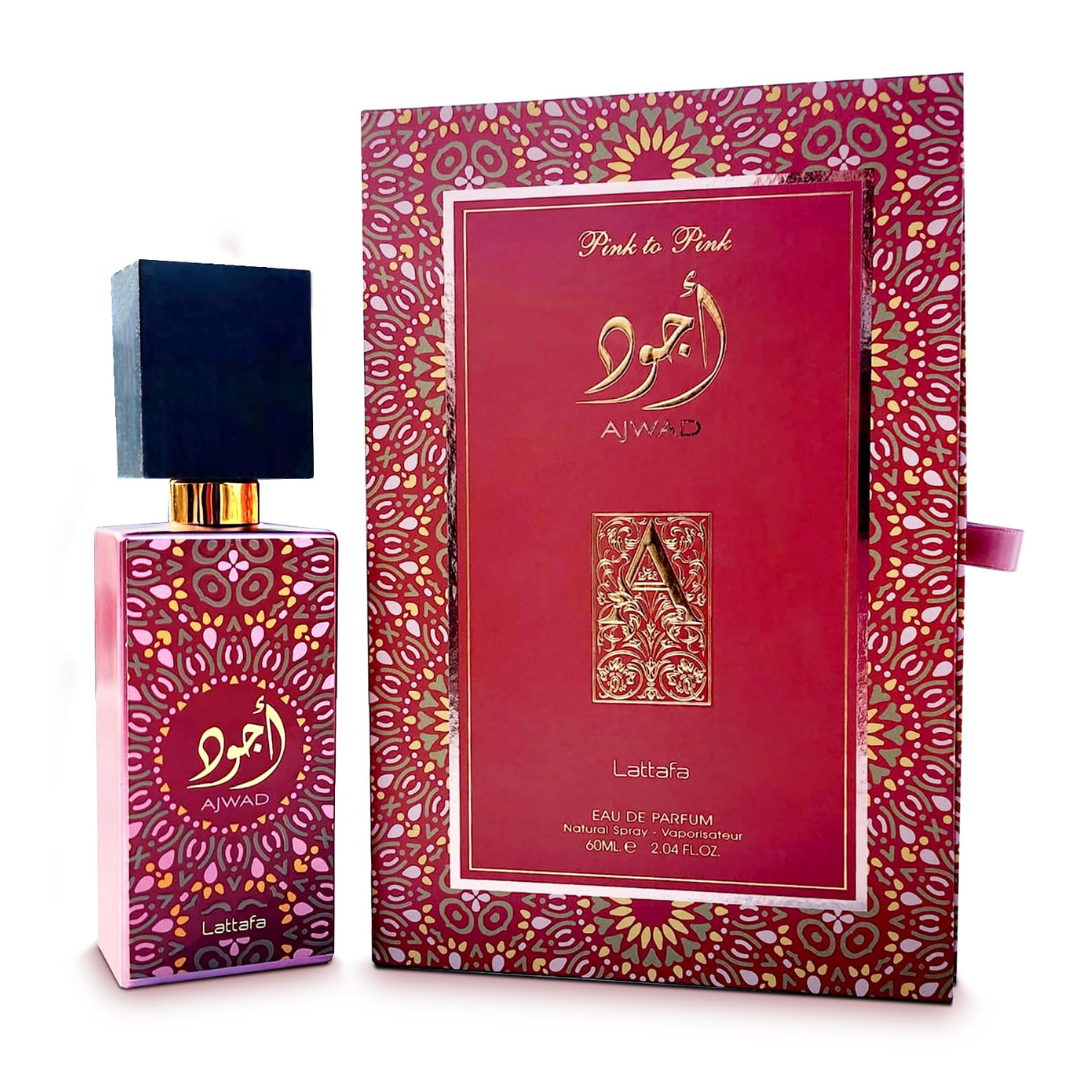 أجود
AJWAD
Lattafa
Pink to Pink
أجود
AJWAD
A
Lattafa
EAU DE PARFUM
Natural Spray - Vaporisateur
60ML ℮ 2.04 FL.OZ.